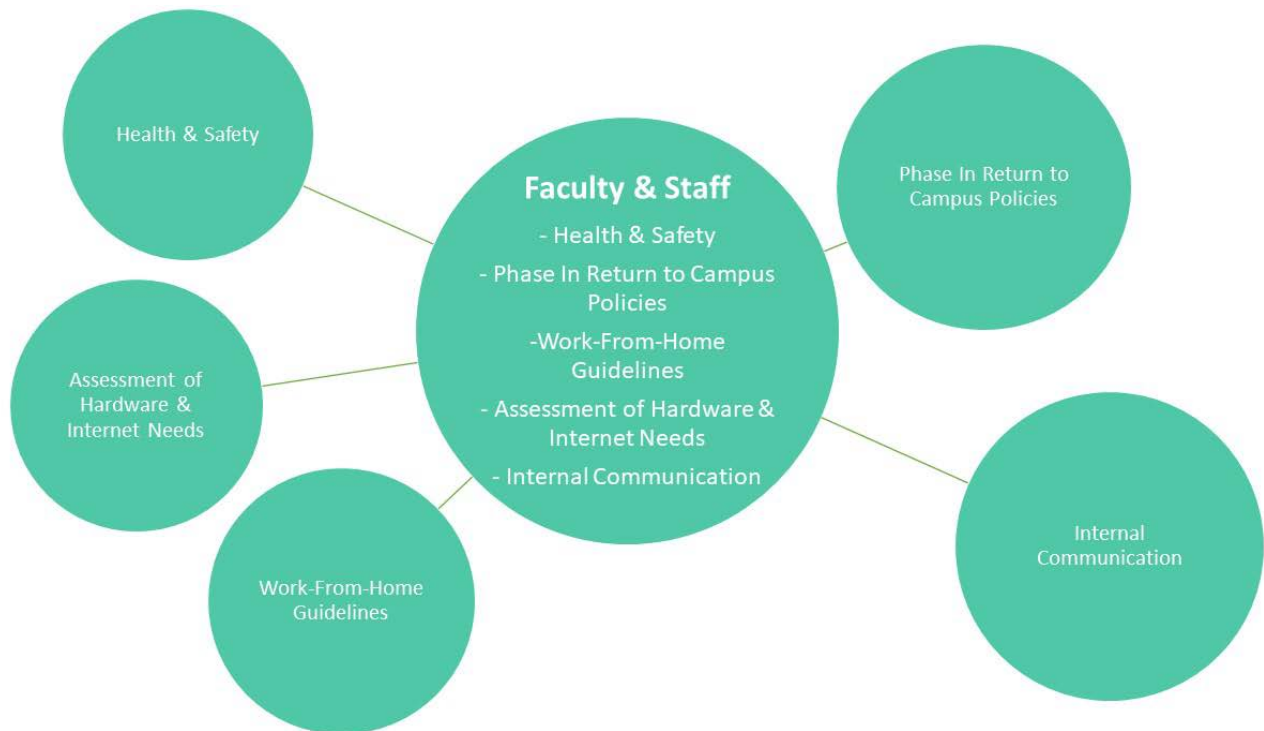 Health & Safety
Phase In Return to
Campus Policies
Faculty & Staff
- Health & Safety
- Phase In Return to Campus
Policies
-Work-From-Home
Guidelines
- Assessment of Hardware &
Internet Needs
- Internal Communication
Assessment of
Hardware &
Internet Needs
Work-From-Home
Guidelines
Internal
Communication